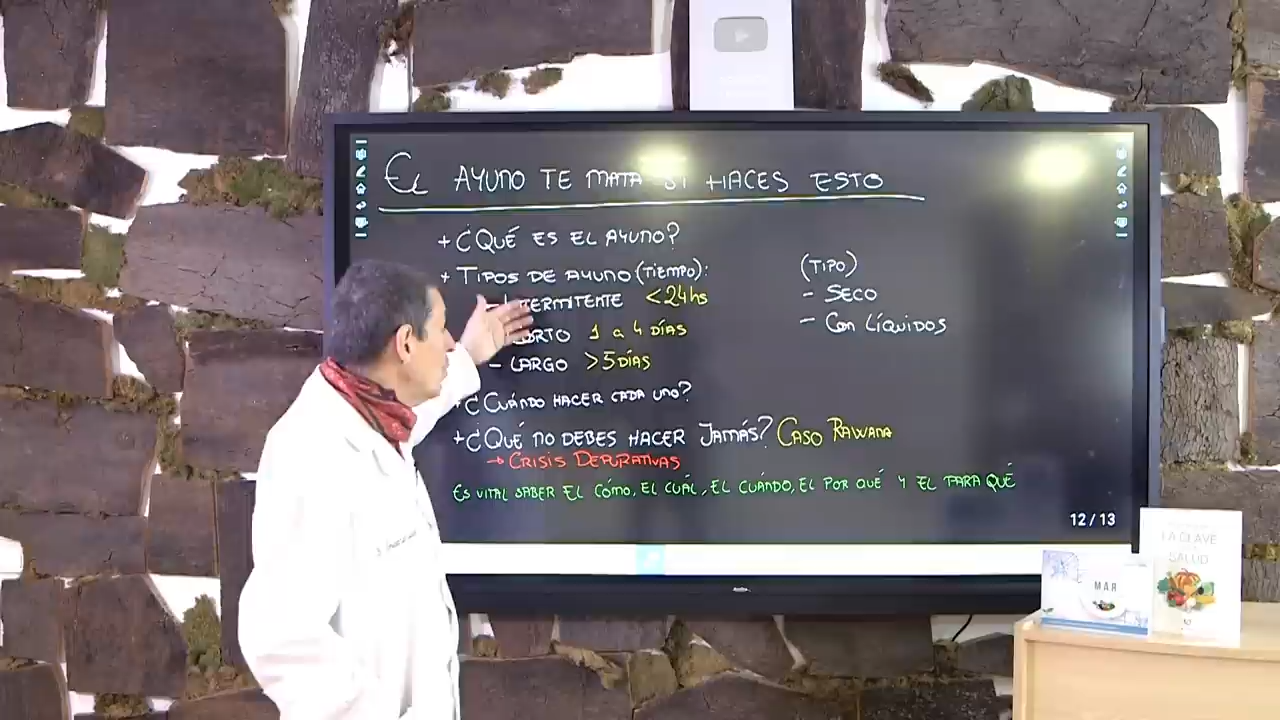 El AYUNO TE MATA SI HACES ESTO
+ ¿QUÉ ES EL AYUNO?
+ TIPOS DE AYUNO (TIEMPO):
- INTERMITENTE <24hs
CORTO 1 a 4 DÍAS
- LARGO >5 DÍAS
(TIPO)
- SECO
- CON LÍQUIDOS
+ ¿CUÁNDO HACER CADA UNO?
+ ¿QUÉ NO DEBES HACER JAMÁS? CASO RAWANA
→ CRISIS DEPURATIVAS
ES VITAL SABER EL CÓMO, EL CUÁL, EL CUÁNDO, EL POR QUÉ Y EL PARA QUÉ
12 / 13
LA CLAVE
SALUD
MAR